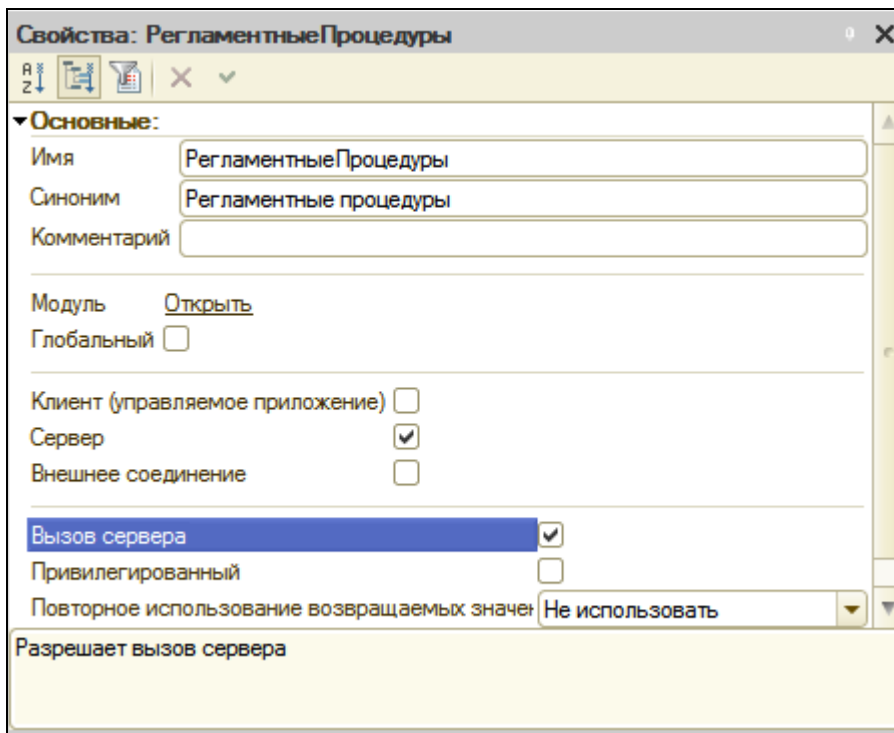 Свойства: РегламентныеПроцедуры
Основные:
Имя РегламентныеПроцедуры
Синоним Регламентные процедуры
Комментарий
Модуль Открыть
Глобальный
Клиент (управляемое приложение)
Сервер
Внешнее соединение
Вызов сервера
Привилегированный
Повторное использование возвращаемых значен Не использовать
Разрешает вызов сервера